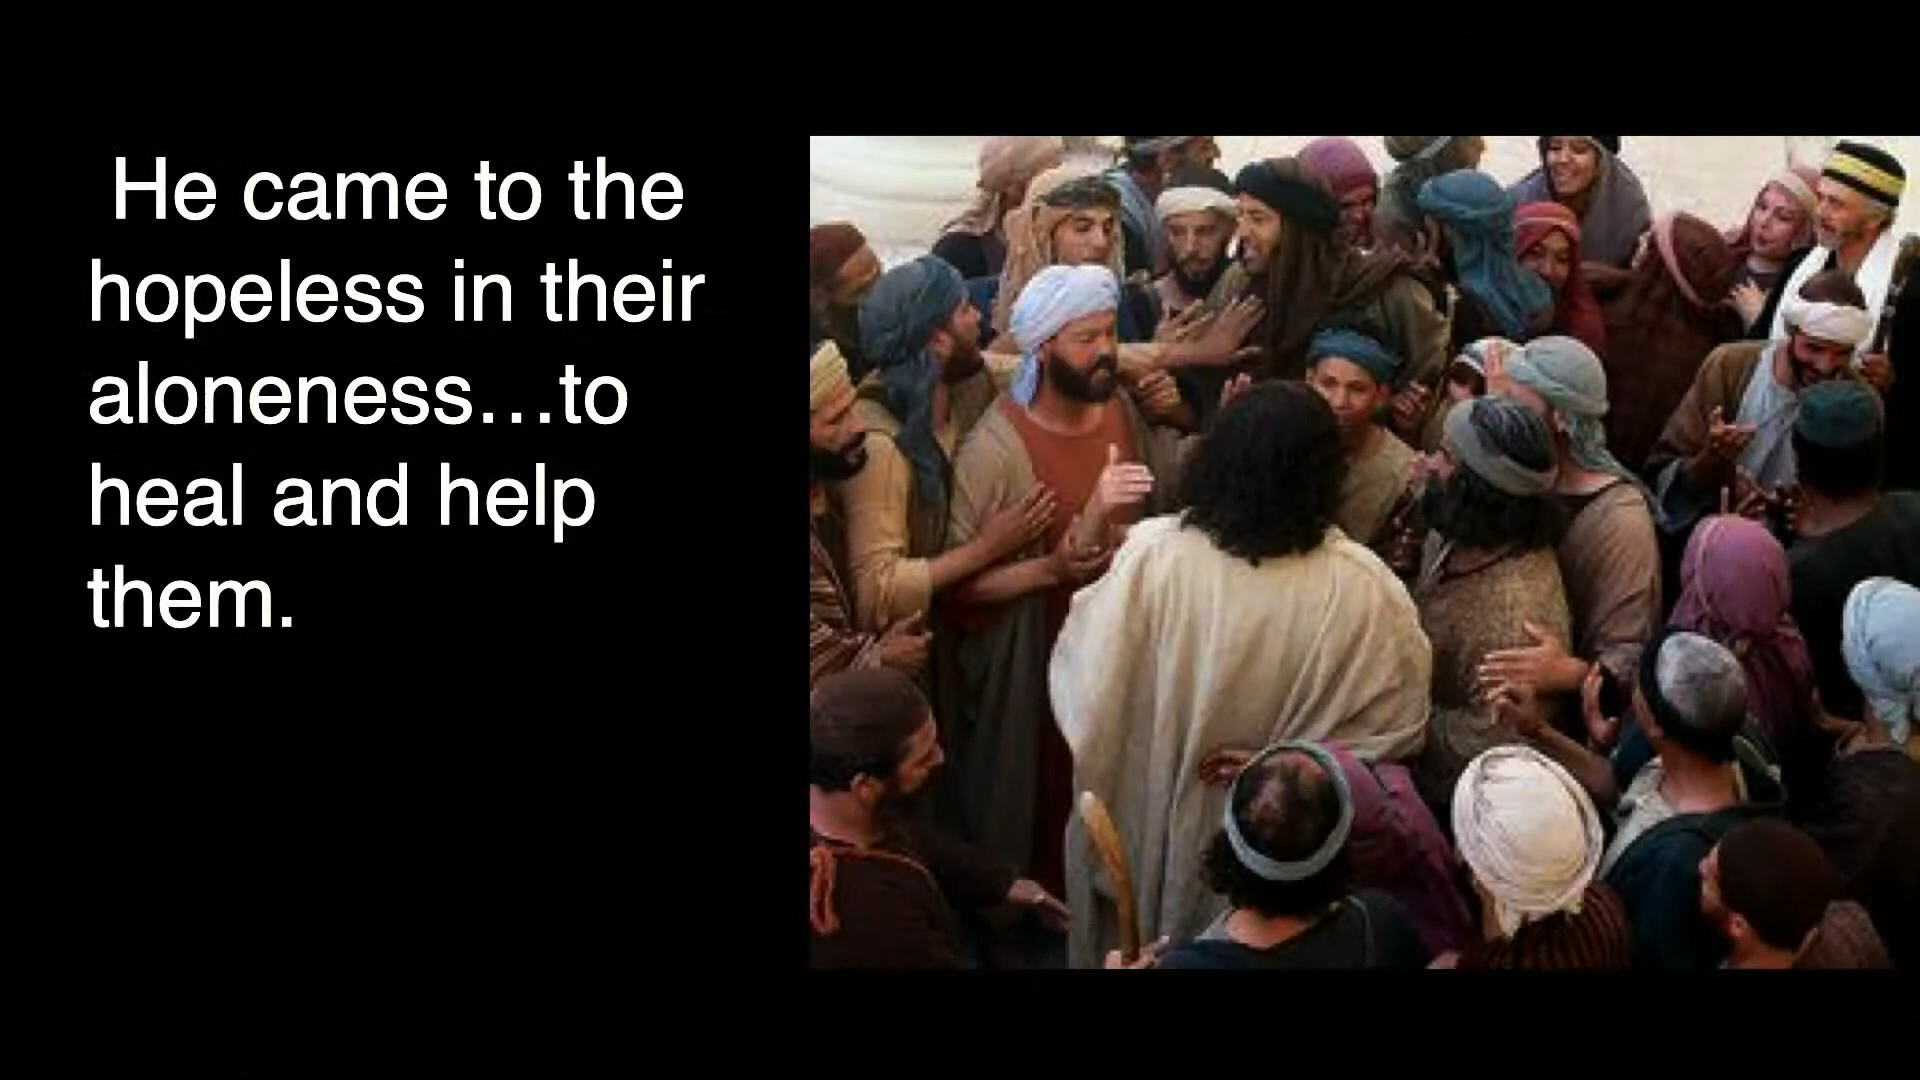 He came to the
hopeless in their
aloneness…to
heal and help
them.